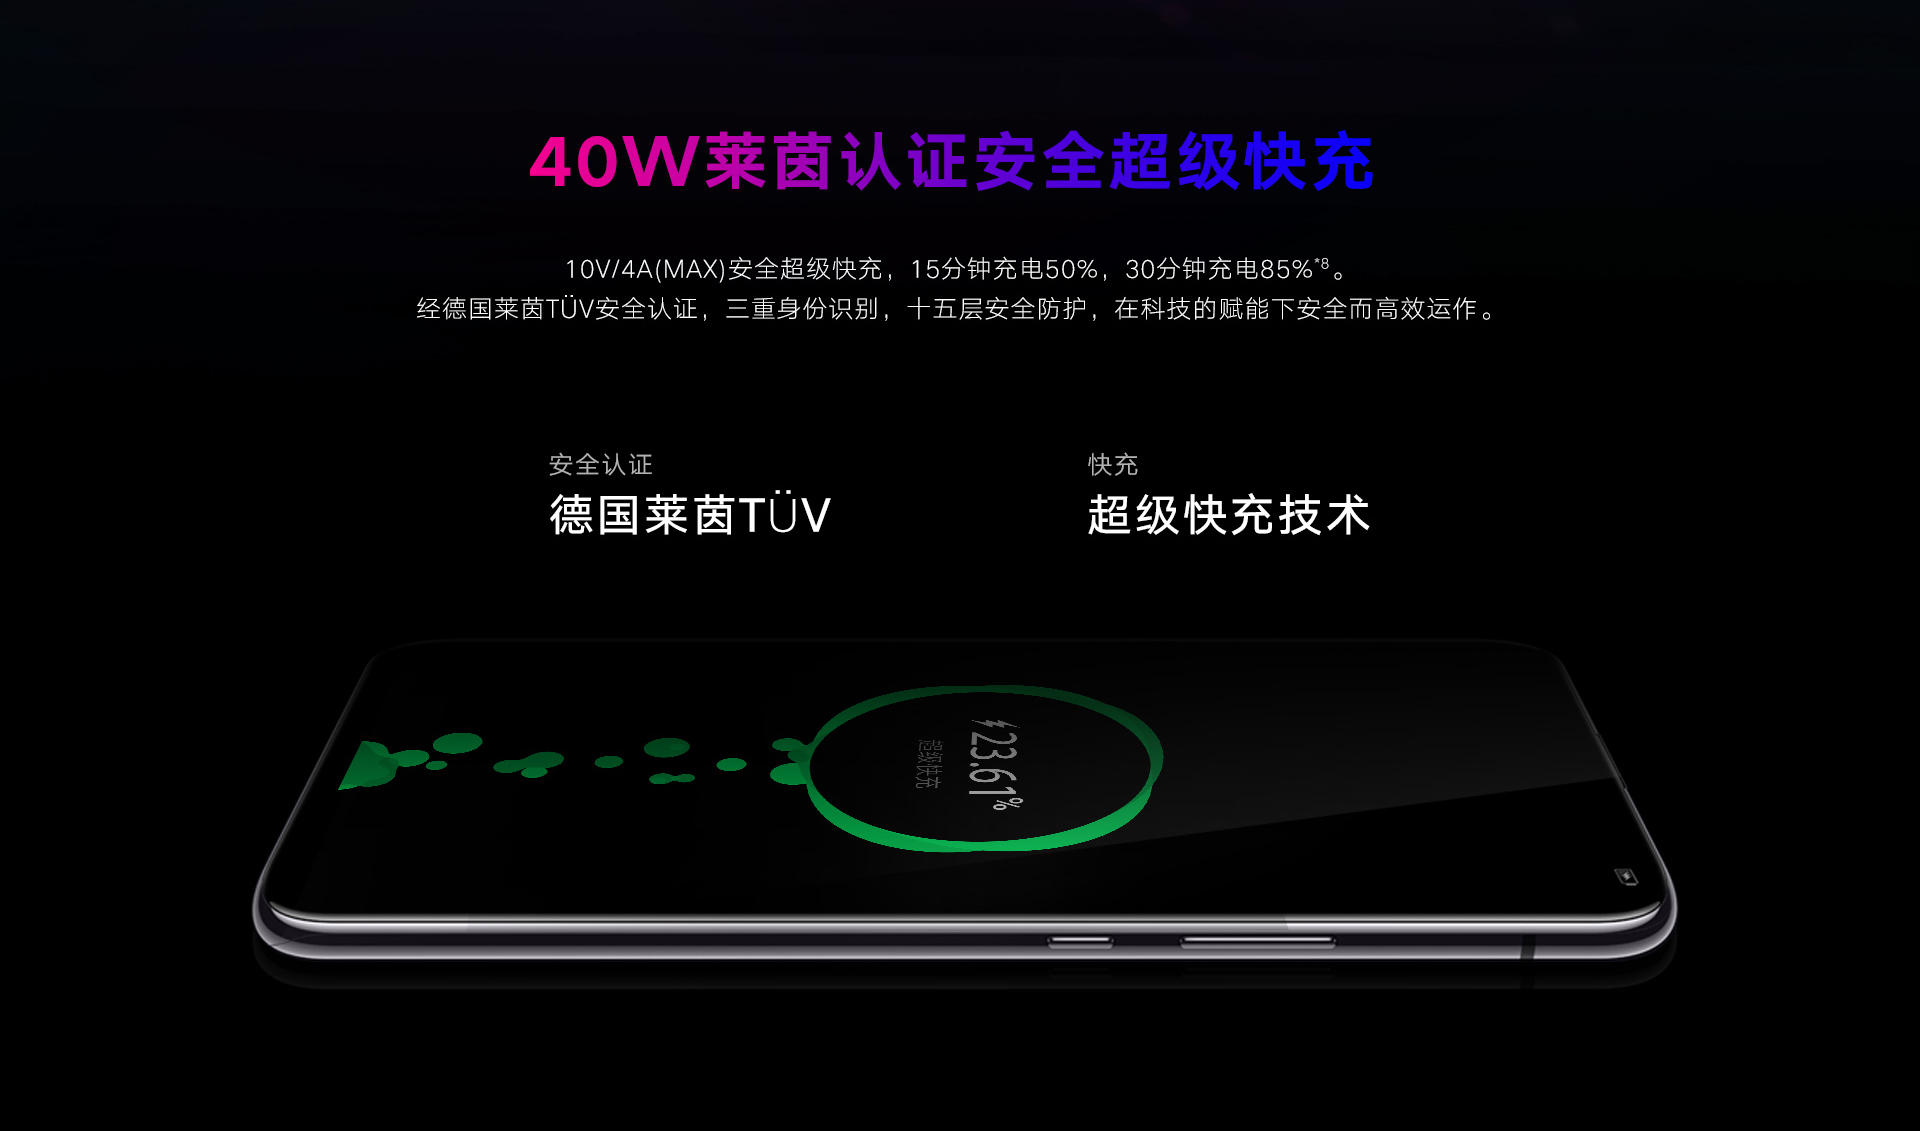 40W莱茵认证安全超级快充
10V/4A(MAX)安全超级快充，15分钟充电50%，30分钟充电85%*8。
经德国莱茵TÜV安全认证，三重身份识别，十五层安全防护，在科技的赋能下安全而高效运作。
安全认证
德国莱茵TÜV
快充
超级快充技术
23.61%
超级快充